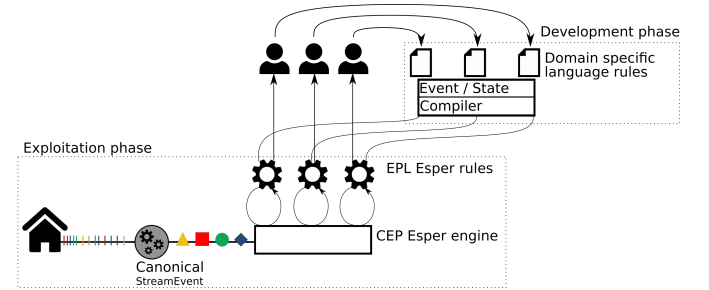 Development phase
Domain specific
language rules
Event / State
Compiler
Exploitation phase
EPL Esper rules
CEP Esper engine
Canonical
StreamEvent